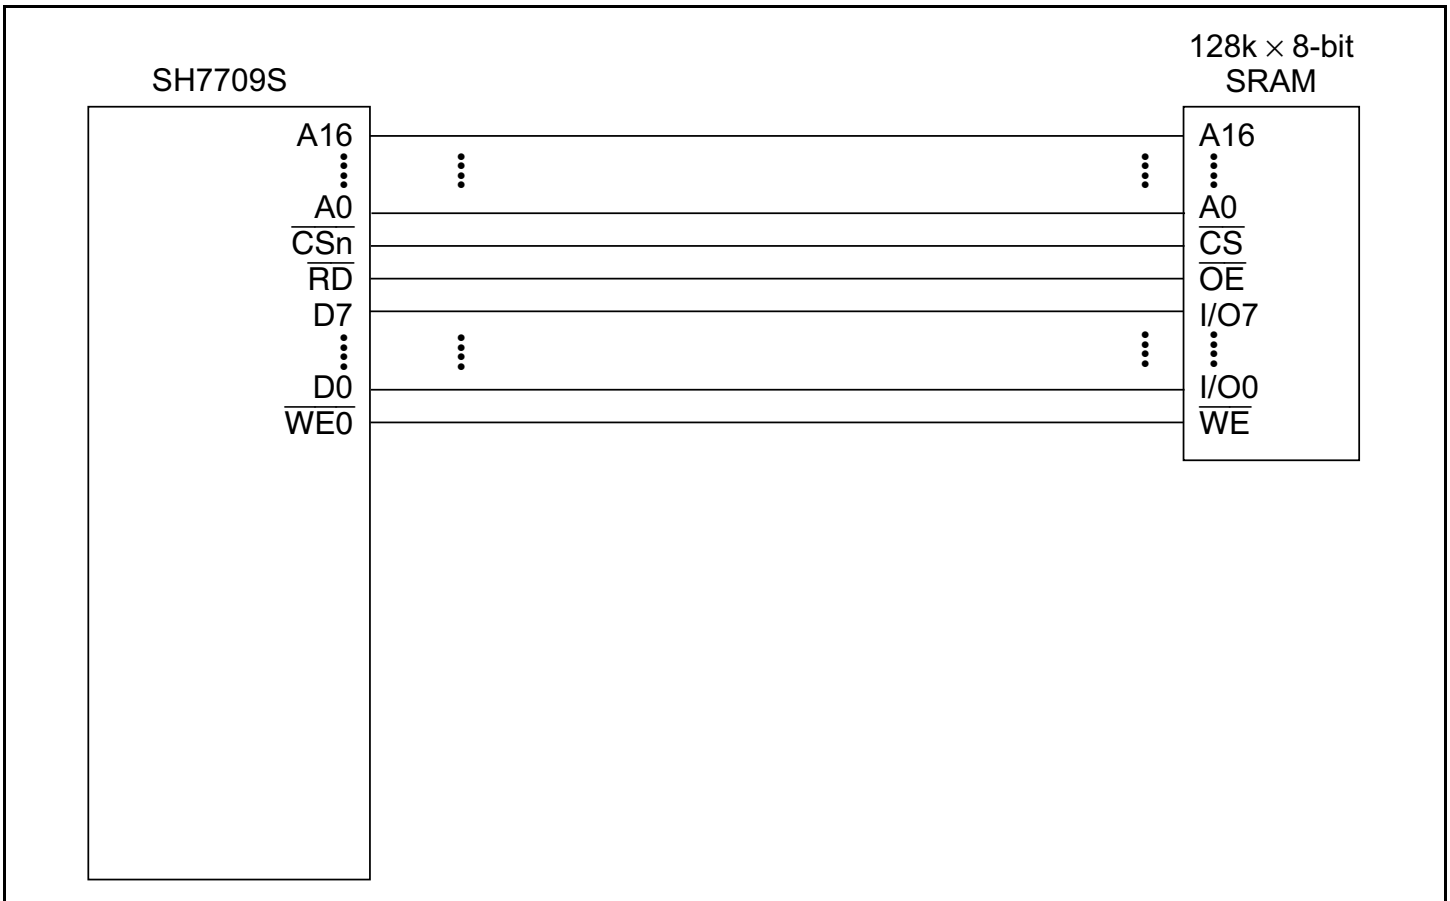 SH7709S
A16
A0
CSn
RD
D7
D0
WE0
128k × 8-bit
SRAM
A16
A0
CS
OE
I/O7
I/O0
WE